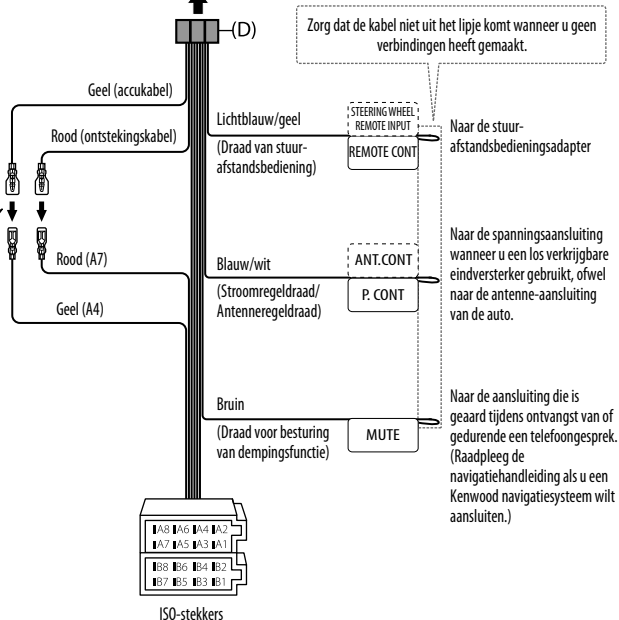 (D)
Zorg dat de kabel niet uit het lipje komt wanneer u geen
verbindingen heeft gemaakt.
Geel (accukabel)
Rood (ontstekingskabel)
Rood (A7)
Geel (A4)
Lichtblauw/geel
(Draad van stuur-
afstandsbediening)
STEERING WHEEL
REMOTE INPUT
REMOTE CONT
Naar de stuur-
afstandsbedieningsadapter
Blauw/wit
(Stroomregeldraad/
Antenneregeldraad)
ANT.CONT
P. CONT
Naar de spanningsaansluiting
wanneer u een los verkrijgbare
eindversterker gebruikt, ofwel
naar de antenne-aansluiting
van de auto.
Bruin
(Draad voor besturing
van dempingsfunctie)
MUTE
Naar de aansluiting die is
geaard tijdens ontvangst van of
gedurende een telefoongesprek.
(Raadpleeg de
navigatiehandleiding als u een
Kenwood navigatiesysteem wilt
aansluiten.)
A8 A6 A4 A2
A7 A5 A3 A1
B8 B6 B4 B2
B7 B5 B3 B1
ISO-stekkers